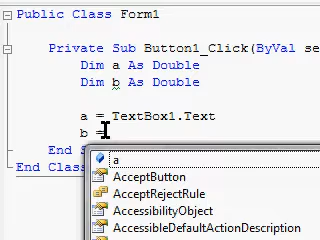 Public Class Form1
Private Sub Button1_Click(ByVal se
Dim a As Double
Dim b As Double
a = TextBox1.Text
b =
End S
End Class
a
AcceptButton
AcceptRejectRule
AccessibilityObject
AccessibleDefaultActionDescription